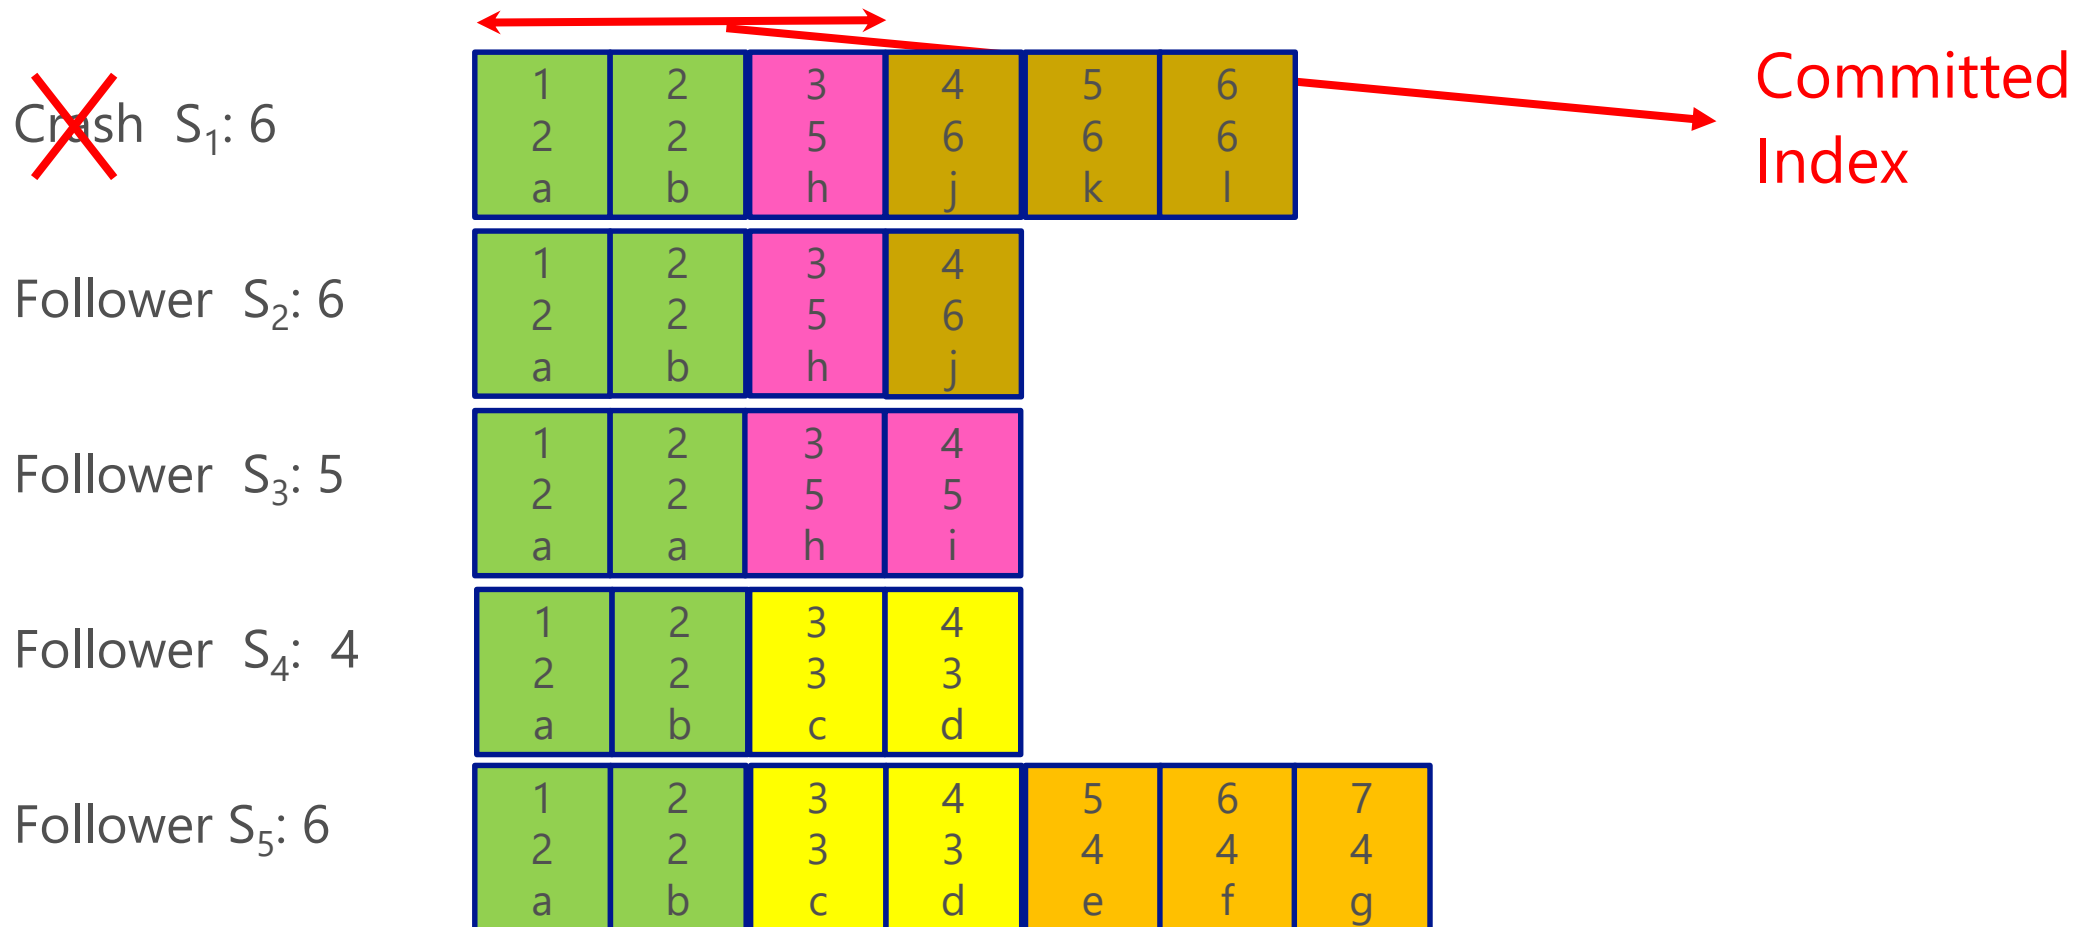 Committed
Index
Crash S₁: 6
1 2 3 4 5 6
2 2 5 6 6 6
a b h j k l
Follower S₂: 6
1 2 3 4
2 2 5 6
a b h j
Follower S₃: 5
1 2 3 4
2 2 5 5
a a h i
Follower S₄: 4
1 2 3 4
2 2 3 3
a b c d
Follower S₅: 6
1 2 3 4 5 6 7
2 2 3 3 4 4 4
a b c d e f g